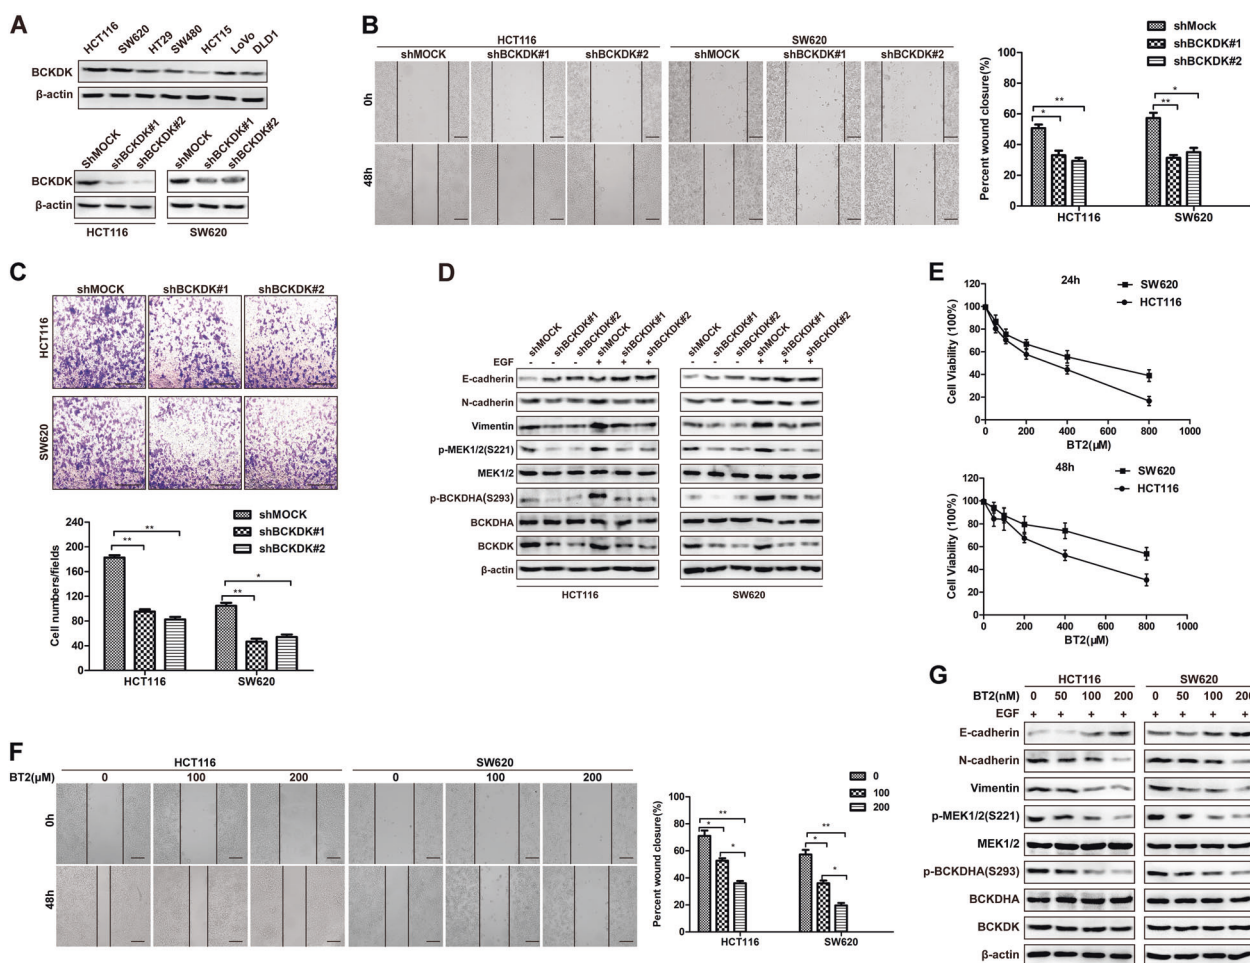 A
HCT116 SW620 HT29 SW480 HCT15 LoVo DLD1
BCKDK
β-actin
ShMOCK shBCKDK#1 shBCKDK#2 shMOCK shBCKDK#1 shBCKDK#2
BCKDK
β-actin
HCT116 SW620
B
HCT116 SW620
shMOCK shBCKDK#1 shBCKDK#2 shMOCK shBCKDK#1 shBCKDK#2
0h
48h
shMock
shBCKDK#1
shBCKDK#2
Percent wound closure(%)
100
80
60
40
20
0
* ** ** *
HCT116 SW620
C
shMOCK shBCKDK#1 shBCKDK#2
HCT116
SW620
shMOCK
shBCKDK#1
shBCKDK#2
Cell numbers/fields
240
200
160
120
80
40
0
** ** ** *
HCT116 SW620
D
shMOCK shBCKDK#1 shBCKDK#2 shMOCK shBCKDK#1 shBCKDK#2 shMOCK shBCKDK#1 shBCKDK#2 shMOCK shBCKDK#1 shBCKDK#2
EGF - - - + + + - - - + + +
E-cadherin
N-cadherin
Vimentin
p-MEK1/2(S221)
MEK1/2
p-BCKDHA(S293)
BCKDHA
BCKDK
β-actin
HCT116 SW620
E
24h
SW620
HCT116
Cell Viability (100%)
120
100
80
60
40
20
0
0 200 400 600 800 1000
BT2(μM)
48h
SW620
HCT116
Cell Viability (100%)
120
100
80
60
40
20
0
0 200 400 600 800 1000
BT2(μM)
F
HCT116 SW620
BT2(μM) 0 100 200 0 100 200
0h
48h
0
100
200
Percent wound closure(%)
100
80
60
40
20
0
* ** * * ** *
HCT116 SW620
G
HCT116 SW620
BT2(nM) 0 50 100 200 0 50 100 200
EGF + + + + + + + +
E-cadherin
N-cadherin
Vimentin
p-MEK1/2(S221)
MEK1/2
p-BCKDHA(S293)
BCKDHA
BCKDK
β-actin